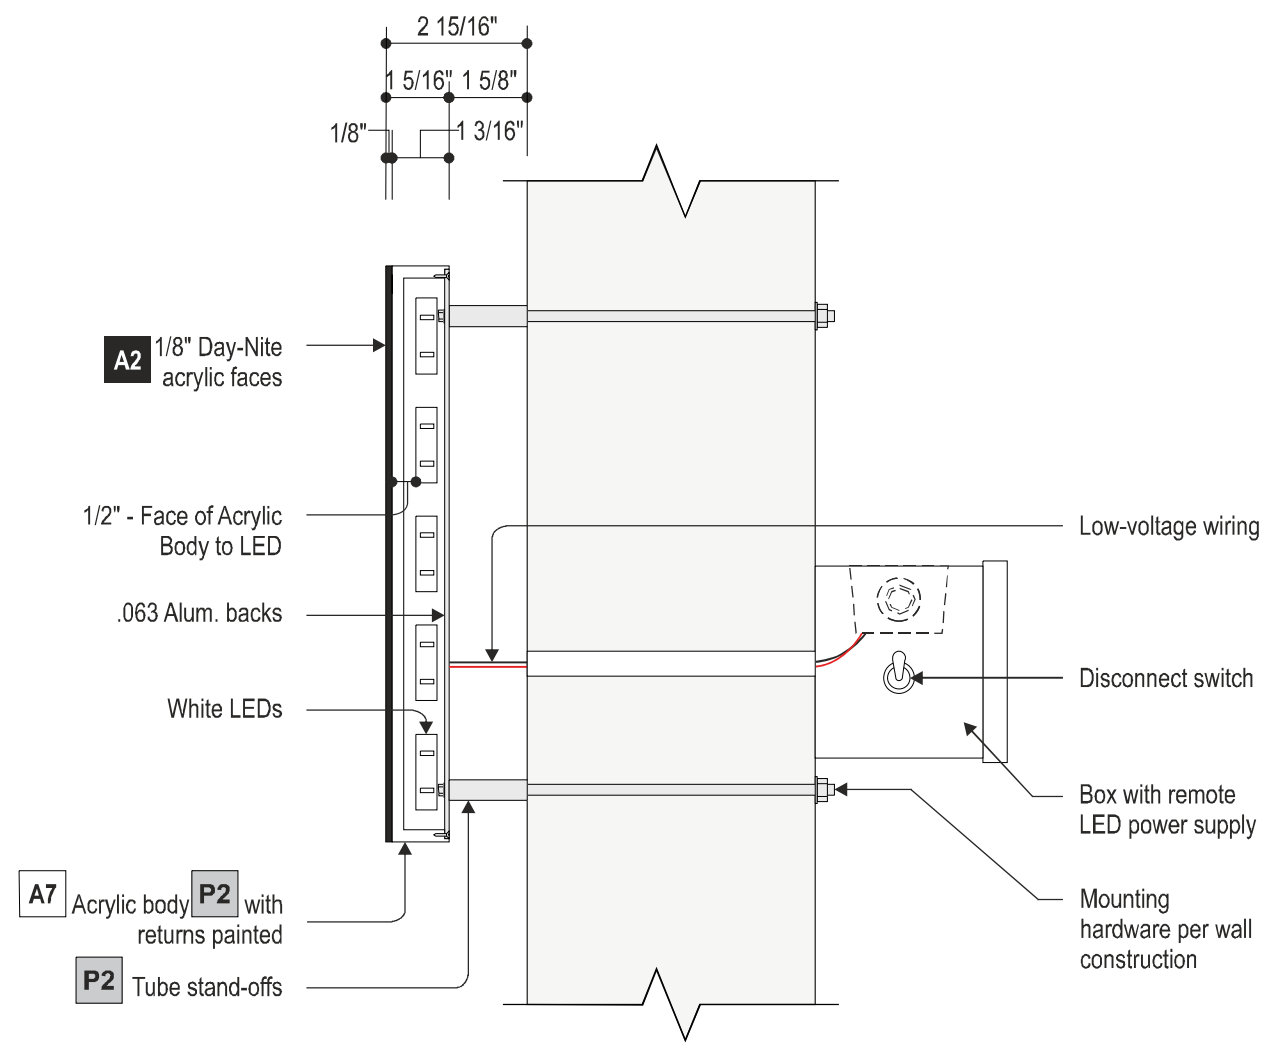 2 15/16"
1 5/16" 1 5/8"
1/8" 1 3/16"
A2 1/8" Day-Nite
acrylic faces
1/2" - Face of Acrylic
Body to LED
Low-voltage wiring
.063 Alum. backs
Disconnect switch
White LEDs
Box with remote
LED power supply
A7 Acrylic body P2 with
returns painted
Mounting
hardware per wall
construction
P2 Tube stand-offs